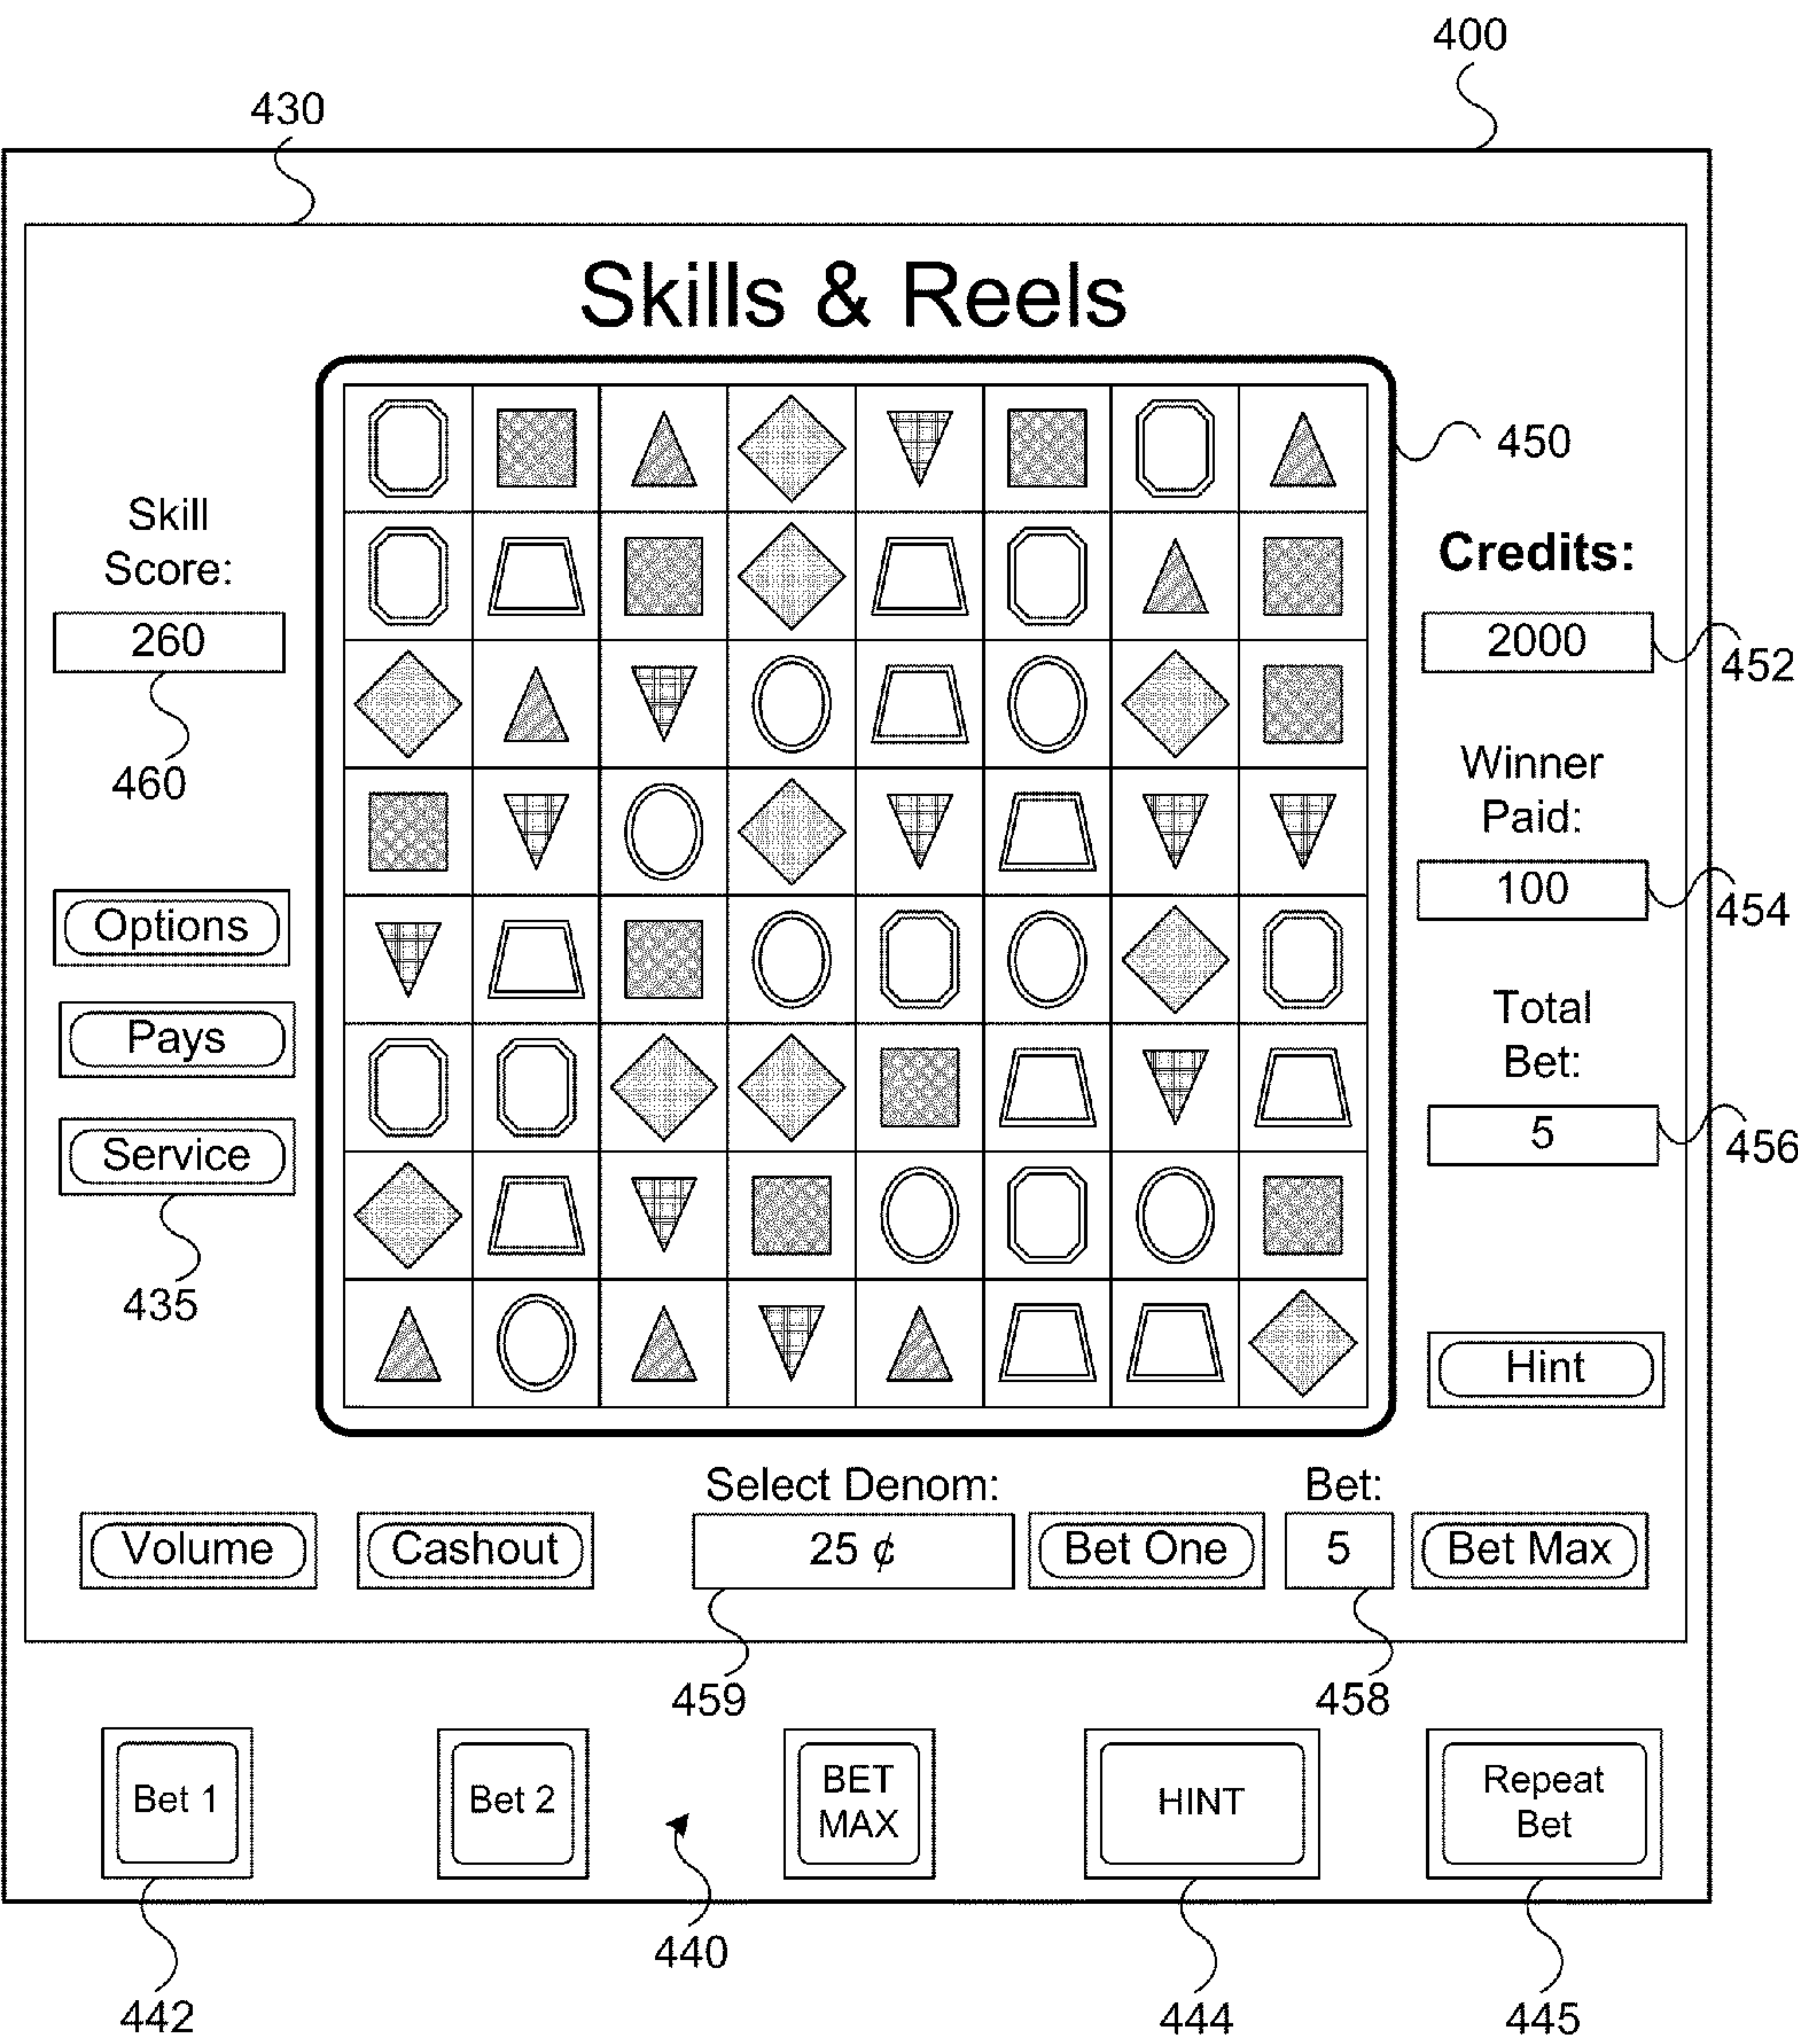 400
430
Skills & Reels
450
Skill
Score:
260
460
Credits:
2000
452
Winner
Paid:
100
454
Options
Pays
Service
435
Total
Bet:
5
456
Hint
Select Denom:
Bet:
Volume
Cashout
25 ¢
Bet One
5
Bet Max
459
458
Bet 1
Bet 2
BET
MAX
HINT
Repeat
Bet
440
442
444
445